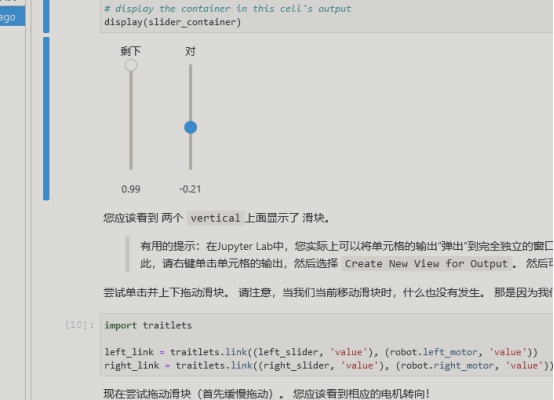 ago
# display the container in this cell's output
display(slider_container)
剩下 对
0.99 -0.21
您应该看到 两个 vertical上面显示了 滑块。
有用的提示：在Jupyter Lab中，您实际上可以将单元格的输出“弹出”到完全独立的窗口
此，请右键单击单元格的输出，然后选择 Create New View for Output。 然后可
尝试单击并上下拖动滑块。 请注意，当我们当前移动滑块时，什么也没有发生。 那是因为我们
[10]: import traitlets
left_link = traitlets.link((left_slider, 'value'), (robot.left_motor, 'value'))
right_link = traitlets.link((right_slider, 'value'), (robot.right_motor, 'value'))
现在尝试拖动滑块（首先缓慢拖动）。 您应该看到相应的电机转向！